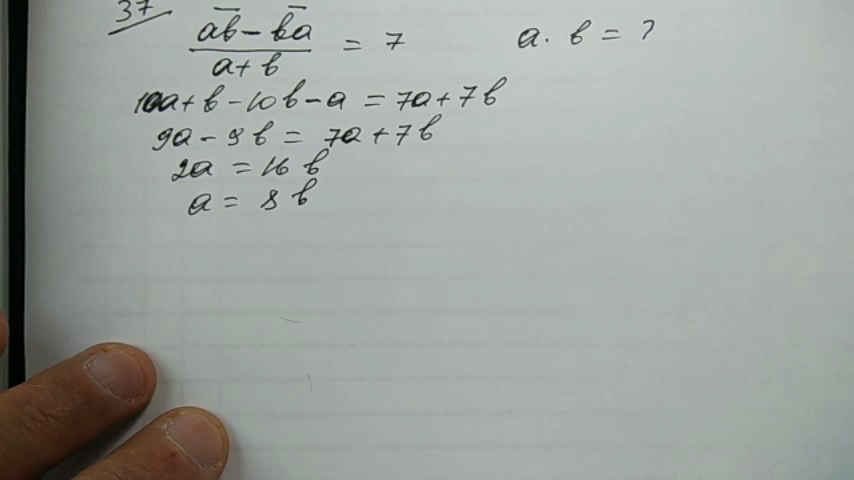 37
ab - ba / a + b = 7    a · b = ?
10a + b - 10b - a = 7a + 7b
9a - 9b = 7a + 7b
2a = 16b
a = 8b